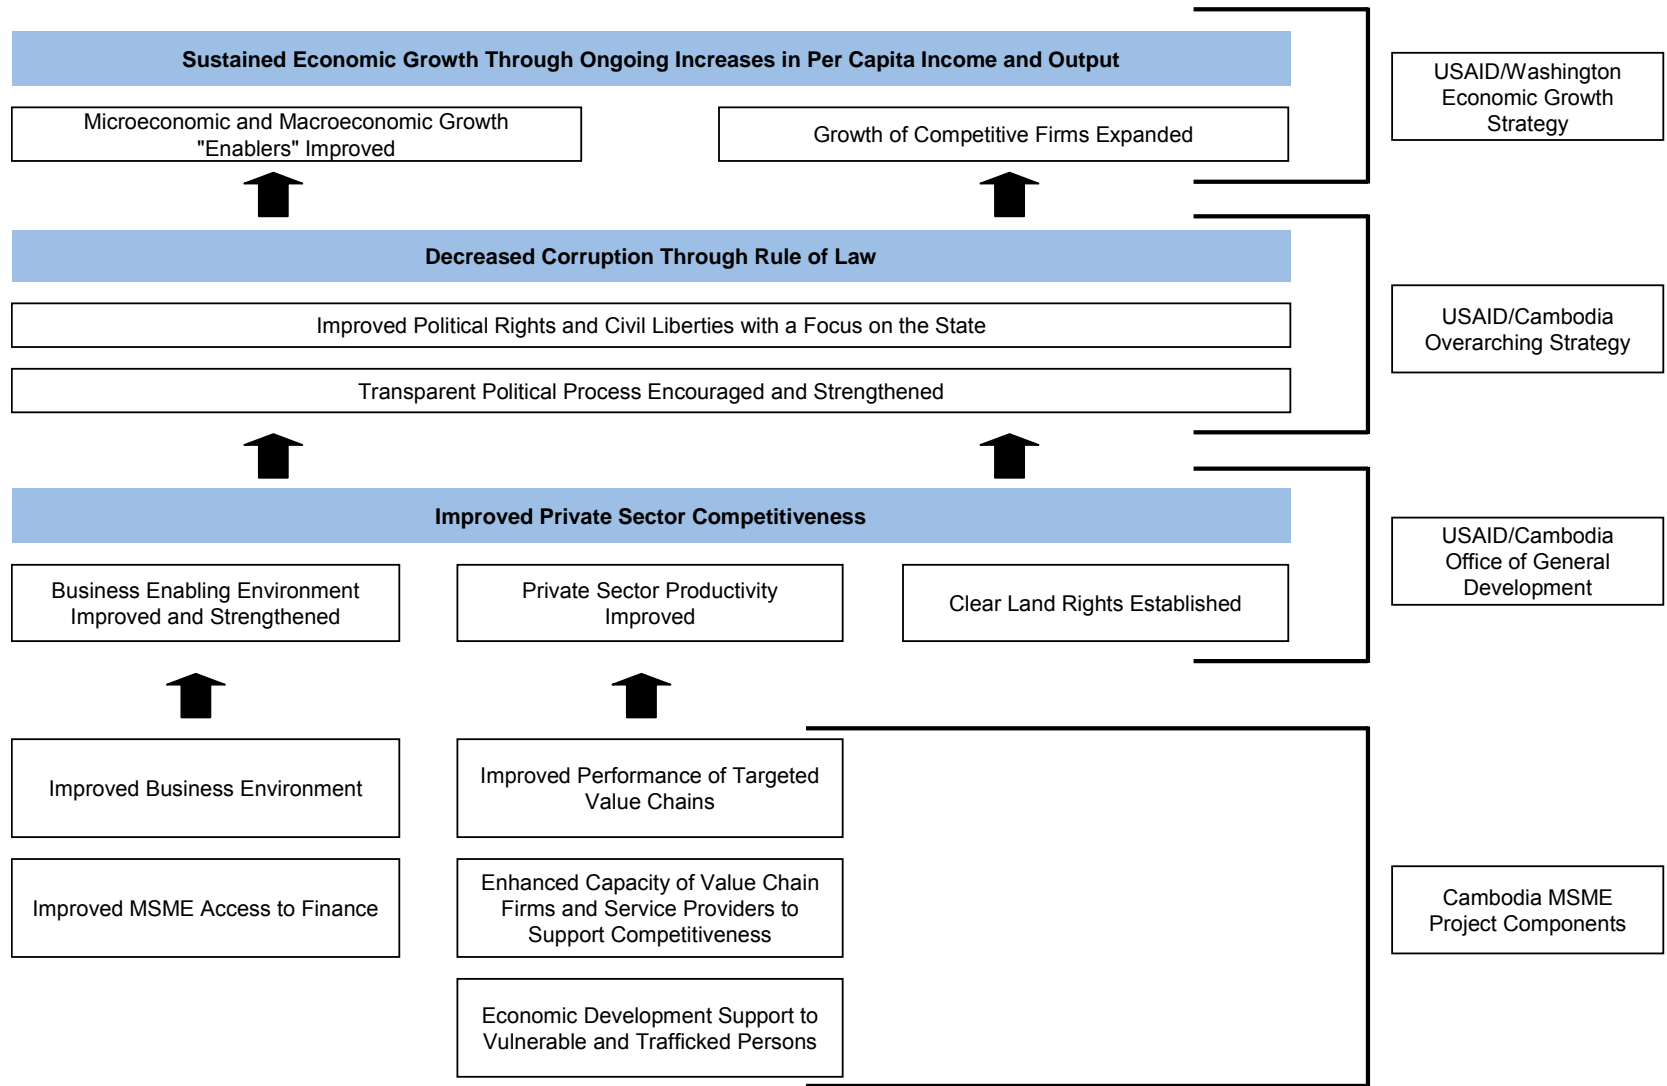 Sustained Economic Growth Through Ongoing Increases in Per Capita Income and Output
Microeconomic and Macroeconomic Growth
"Enablers" Improved
Growth of Competitive Firms Expanded
USAID/Washington
Economic Growth
Strategy
Decreased Corruption Through Rule of Law
Improved Political Rights and Civil Liberties with a Focus on the State
Transparent Political Process Encouraged and Strengthened
USAID/Cambodia
Overarching Strategy
Improved Private Sector Competitiveness
Business Enabling Environment
Improved and Strengthened
Private Sector Productivity
Improved
Clear Land Rights Established
USAID/Cambodia
Office of General
Development
Improved Business Environment
Improved Performance of Targeted
Value Chains
Improved MSME Access to Finance
Enhanced Capacity of Value Chain
Firms and Service Providers to
Support Competitiveness
Economic Development Support to
Vulnerable and Trafficked Persons
Cambodia MSME
Project Components